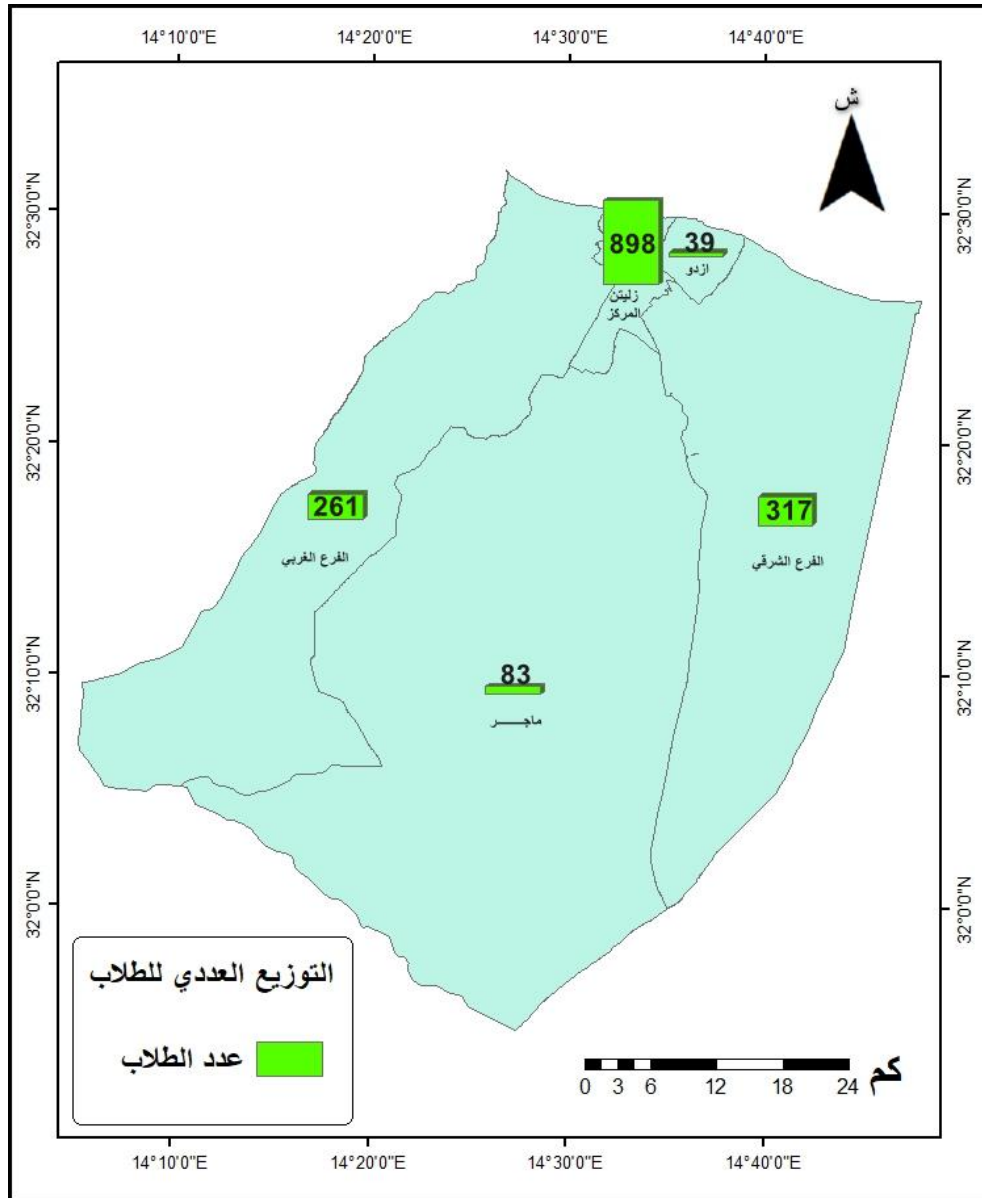 14°10'0"E 14°20'0"E 14°30'0"E 14°40'0"E
ش
32°30'0"N 32°30'0"N
898 39
ازدو
زليتن
المركز
32°20'0"N 32°20'0"N
261 317
الفرع الغربي الفرع الشرقي
32°10'0"N 32°10'0"N
83
ماجـــــر
32°0'0"N 32°0'0"N
التوزيع العددي للطلاب
عدد الطلاب
كم
0 3 6 12 18 24
14°10'0"E 14°20'0"E 14°30'0"E 14°40'0"E